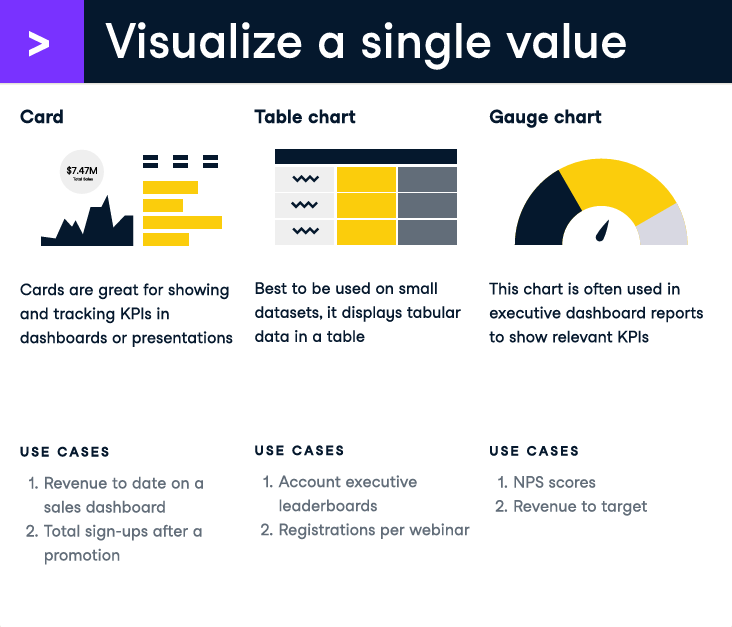 > Visualize a single value
Card
$7.47M
Total Sales
Cards are great for showing
and tracking KPIs in
dashboards or presentations
USE CASES
1. Revenue to date on a
sales dashboard
2. Total sign-ups after a
promotion
Table chart
Best to be used on small
datasets, it displays tabular
data in a table
USE CASES
1. Account executive
leaderboards
2. Registrations per webinar
Gauge chart
This chart is often used in
executive dashboard reports
to show relevant KPIs
USE CASES
1. NPS scores
2. Revenue to target